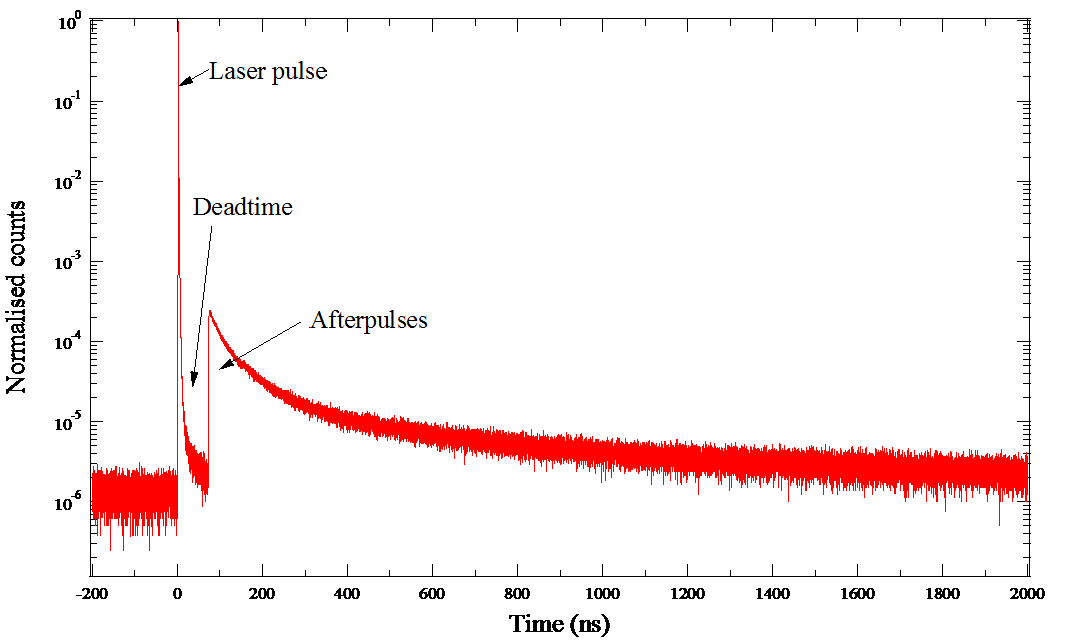 10^0
10^-1
10^-2
10^-3
10^-4
10^-5
10^-6
Normalised counts
Laser pulse
Deadtime
Afterpulses
-200 0 200 400 600 800 1000 1200 1400 1600 1800 2000
Time (ns)